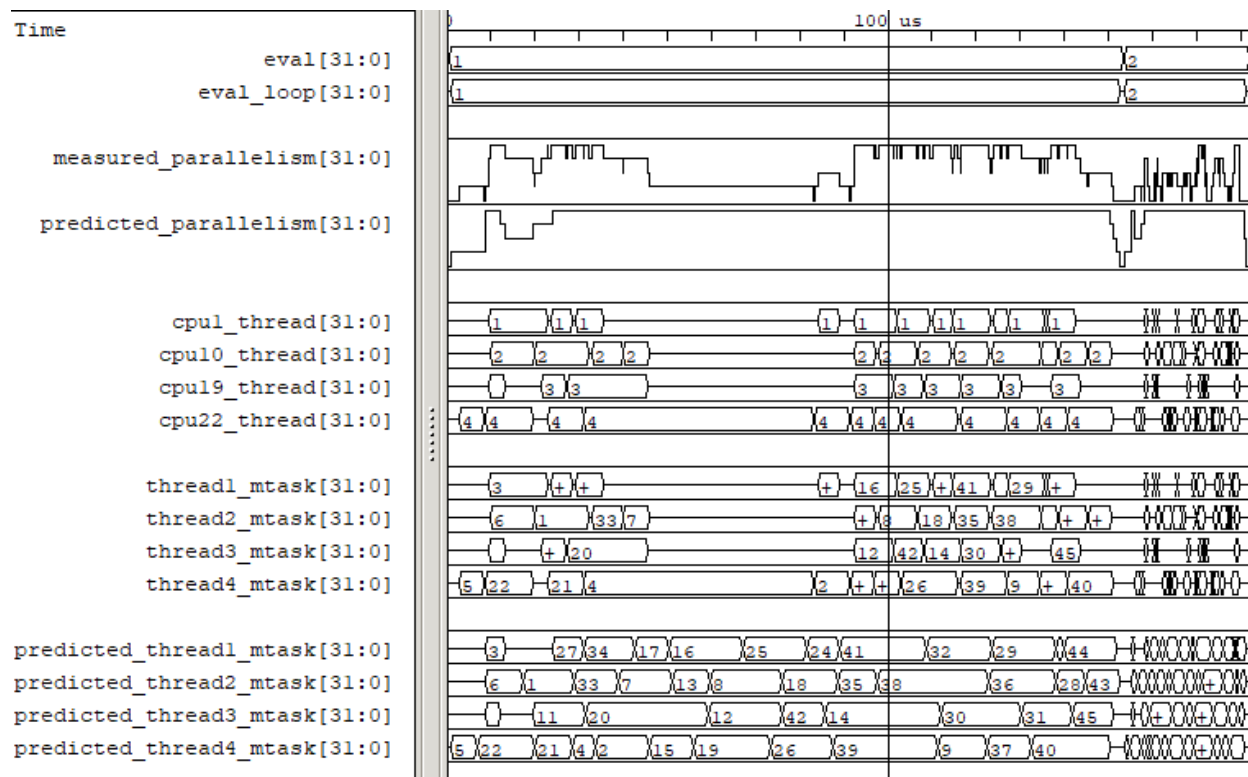 Time 100 us
eval[31:0] 1 2
eval_loop[31:0] 1 2
measured_parallelism[31:0]
predicted_parallelism[31:0]
cpu1_thread[31:0] 1 1 1 1 1 1 1 1 1 1
cpu10_thread[31:0] 2 2 2 2 2 2 2 2 2 2 2
cpu19_thread[31:0] 3 3 3 3 3 3 3 3
cpu22_thread[31:0] 4 4 4 4 4 4 4 4 4 4 4 4
thread1_mtask[31:0] 3 + + + 16 25 + 41 29 +
thread2_mtask[31:0] 6 1 33 7 + 8 18 35 38 + +
thread3_mtask[31:0] + 20 12 42 14 30 + 45
thread4_mtask[31:0] 5 22 21 4 2 + + 26 39 9 + 40
predicted_thread1_mtask[31:0] 3 27 34 17 16 25 24 41 32 29 44
predicted_thread2_mtask[31:0] 6 1 33 7 13 8 18 35 38 36 28 43 +
predicted_thread3_mtask[31:0] 11 20 12 42 14 30 31 45 + +
predicted_thread4_mtask[31:0] 5 22 21 4 2 15 19 26 39 9 37 40 +